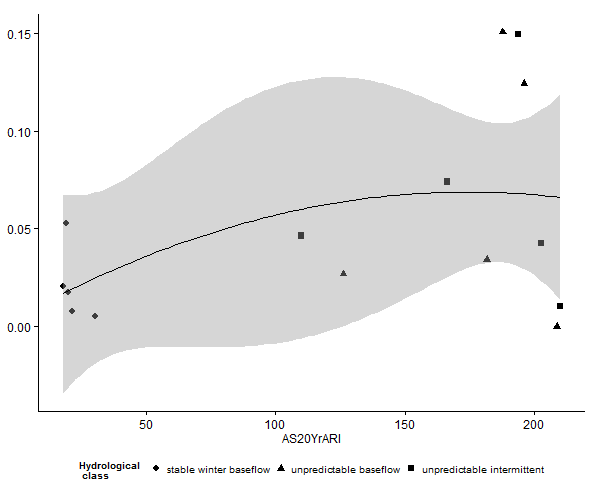 0.15
0.10
0.05
0.00
50
100
150
200
AS20YrARI
Hydrological
class
stable winter baseflow
unpredictable baseflow
unpredictable intermittent